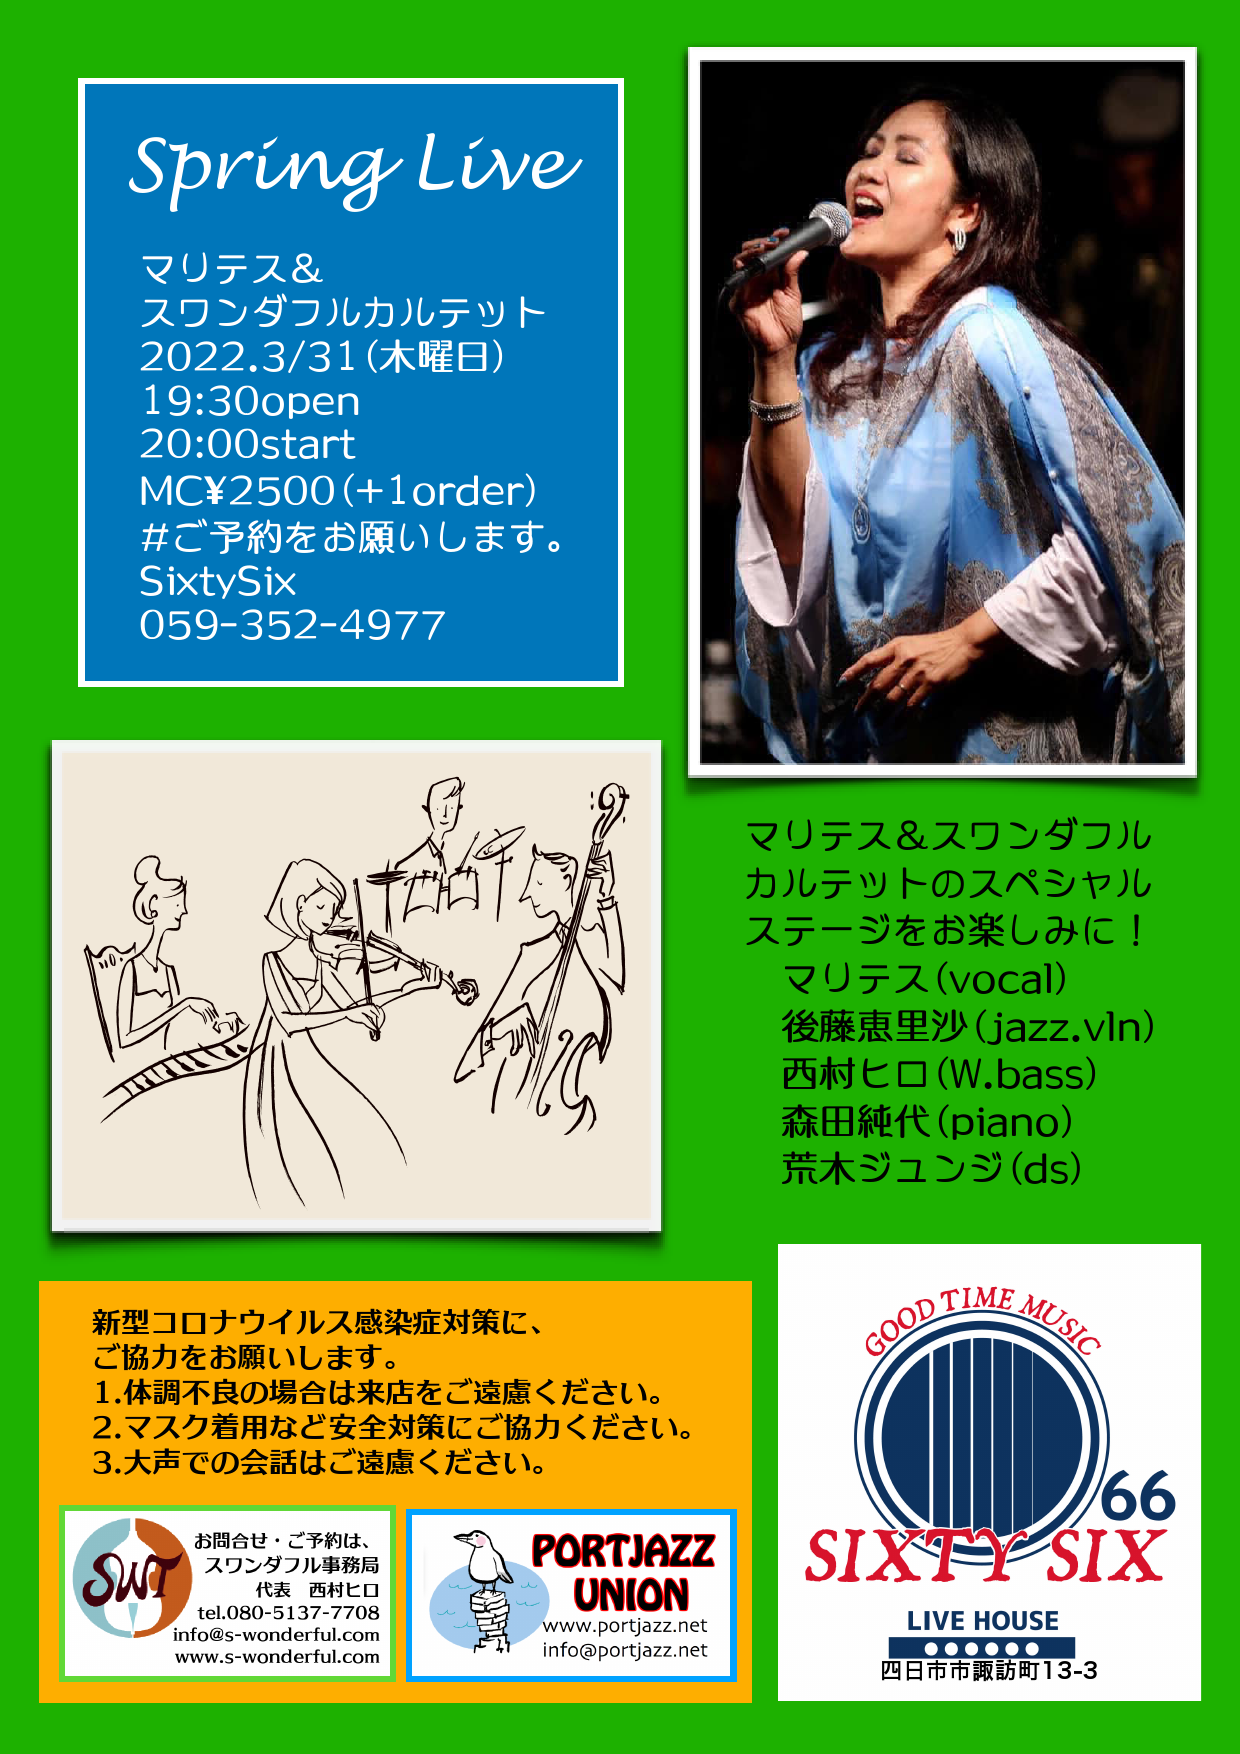 Spring Live
マリテス&
スワンダフルカルテット
2022.3/31(木曜日)
19:30open
20:00start
MC¥2500(+1order)
#ご予約をお願いします。
SixtySix
059-352-4977
マリテス&スワンダフル
カルテットのスペシャル
ステージをお楽しみに！
マリテス(vocal)
後藤恵里沙(jazz.vln)
西村ヒロ(W.bass)
森田純代(piano)
荒木ジュンジ(ds)
新型コロナウイルス感染症対策に、
ご協力をお願いします。
1.体調不良の場合は来店をご遠慮ください。
2.マスク着用など安全対策にご協力ください。
3.大声での会話はご遠慮ください。
SWT
お問合せ・ご予約は、
スワンダフル事務局
代表　西村ヒロ
tel.080-5137-7708
info@s-wonderful.com
www.s-wonderful.com
PORTJAZZ
UNION
www.portjazz.net
info@portjazz.net
GOOD TIME MUSIC
66
SIXTY SIX
LIVE HOUSE
四日市市諏訪町13-3